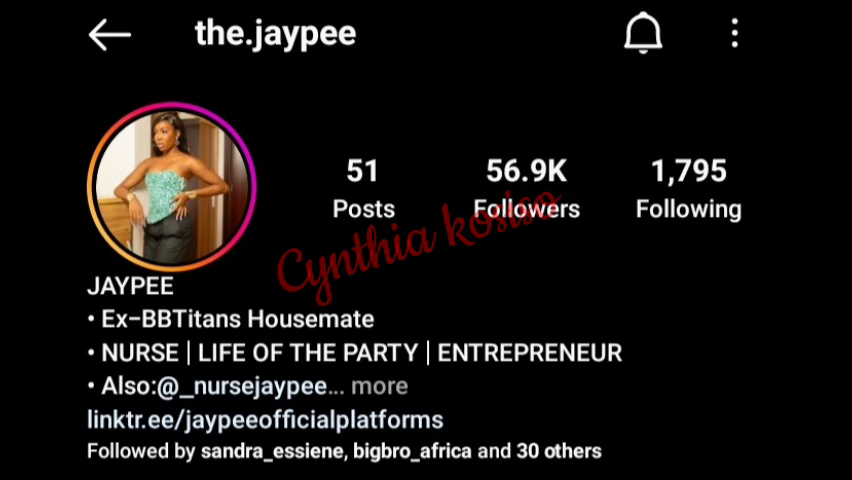 the.jaypee
51
56.9K
1,795
Posts
Followers
Following
Cynthia kosiso
JAYPEE
• Ex-BBTitans Housemate
• NURSE | LIFE OF THE PARTY | ENTREPRENEUR
• Also:@_nursejaypee... more
linktr.ee/jaypeeofficialplatforms
Followed by sandra_essiene, bigbro_africa and 30 others